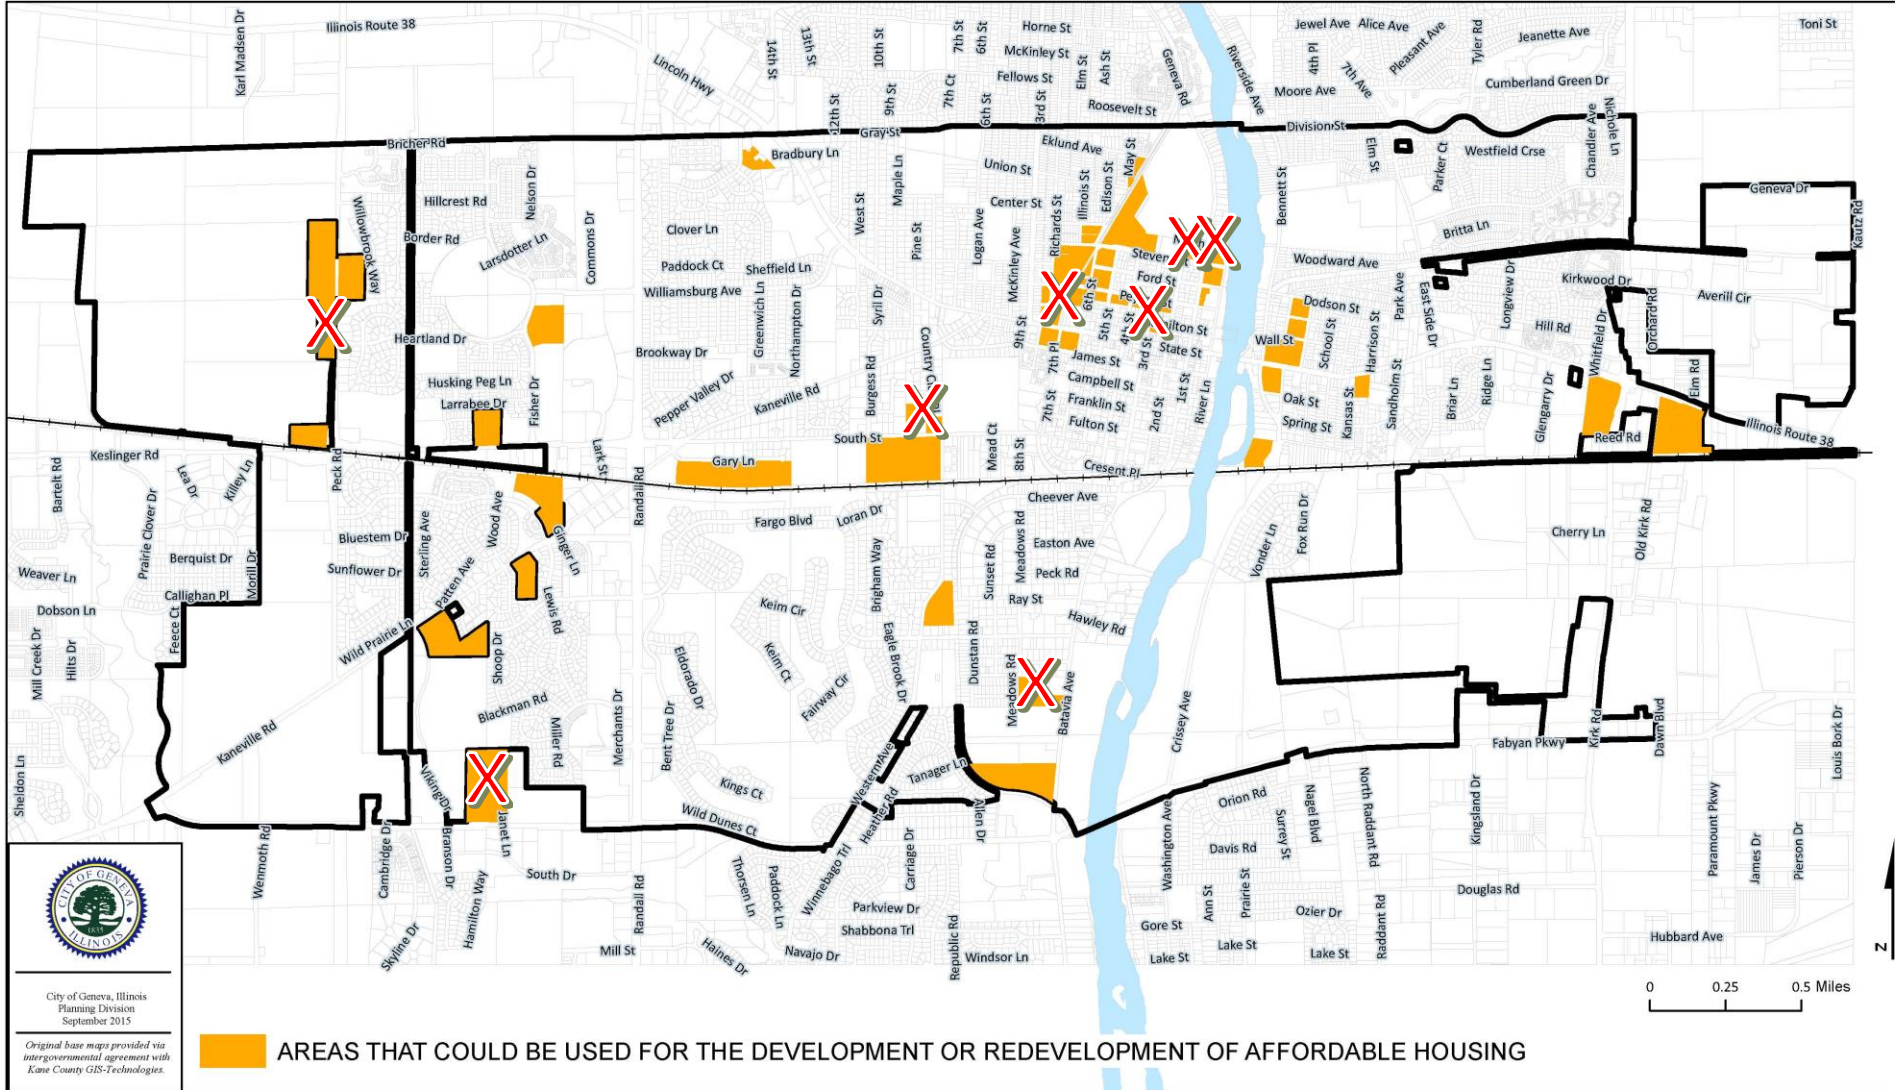 Karl Madsen Dr
Illinois Route 38
Lincoln Hwy
14th St
13th St
10th St
7th St
6th St
Horne St
McKinley St
Elm St
Ash St
Fellows St
7th Ct
9th St
12th St
6th St
3rd St
Roosevelt St
Geneva Rd
Riverside Ave
Jewel Ave
Alice Ave
4th Pl
7th Ave
Pleasant Ave
Tyler Rd
Jeanette Ave
Toni St
Moore Ave
Cumberland Green Dr
Chandler Ave
Nichole Ln
Bricher Rd
Gray St
Division St
Bradbury Ln
Eklund Ave
May St
Union St
Elm St
Parker Ct
Westfield Crse
Geneva Dr
Kautz Rd
Willowbrook Way
Hillcrest Rd
Nelson Dr
Border Rd
Larsdotter Ln
Commons Dr
Clover Ln
Paddock Ct
Sheffield Ln
Williamsburg Ave
Greenwich Ln
Northampton Dr
West St
Maple Ln
Pine St
Syril Dr
Center St
Logan Ave
McKinley Ave
Richards St
Illinois St
Edison St
Bennett St
Britta Ln
Woodward Ave
Ford St
6th St
5th St
4th St
3rd St
Dodson St
Park Ave
East Side Dr
Longview Dr
Kirkwood Dr
Orchard Rd
Averill Cir
Hill Rd
Whitfield Dr
Heartland Dr
Brookway Dr
9th St
7th Pl
James St
State St
Wall St
School St
Harrison St
Husking Peg Ln
Larrabee Dr
Fisher Dr
Pepper Valley Dr
Kaneville Rd
Burgess Rd
Campbell St
Franklin St
Fulton St
7th St
2nd St
1st St
River Ln
Oak St
Spring St
Kansas St
Sandholm St
Briar Ln
Ridge Ln
Glengarry Dr
Elm Rd
Reed Rd
Illinois Route 38
South St
Gary Ln
Mead Ct
8th St
Cresent Pl
Lark St
Randall Rd
Keslinger Rd
Bartelt Rd
Lea Dr
Killey Ln
Peck Rd
Prairie Clover Dr
Cheever Ave
Fargo Blvd
Loran Dr
Wood Ave
Sterling Ave
Ginger Ln
Bluestem Dr
Sunflower Dr
Berquist Dr
Morill Dr
Weaver Ln
Callighan Pl
Dobson Ln
Feece Ct
Mill Creek Dr
Hilts Dr
Patten Ave
Lewis Rd
Wild Prairie Ln
Shoop Dr
Keim Cir
Keim Ct
Brigham Way
Sunset Rd
Meadows Rd
Easton Ave
Peck Rd
Ray St
Hawley Rd
Vonder Ln
Fox Run Dr
Cherry Ln
Old Kirk Rd
Eldorado Dr
Fairway Cir
Eagle Brook Dr
Dunstan Rd
Meadows Rd
Batavia Ave
Crissey Ave
Blackman Rd
Miller Rd
Merchants Dr
Bent Tree Dr
Kaneville Rd
Sheldon Ln
Kirk Rd
Dawn Blvd
Fabyan Pkwy
Louis Bork Dr
Viking Dr
Janet Ln
Kings Ct
Wild Dunes Ct
Western Ave
Tanager Ln
Heather Rd
Allen Dr
Orion Rd
Nagel Blvd
North Raddant Rd
Kingsland Dr
Paramount Pkwy
James Dr
Pierson Dr
Wenmoth Rd
Cambridge Dr
Branson Dr
Hamilton Way
South Dr
Randall Rd
Thorsen Ln
Paddock Ln
Winnebago Trl
Carriage Dr
Washington Ave
Davis Rd
Surrey St
Ann St
Prairie St
Ozier Dr
Raddant Rd
Douglas Rd
Parkview Dr
Shabbona Trl
Skyline Dr
Mill St
Haines Dr
Navajo Dr
Republic Rd
Windsor Ln
Gore St
Lake St
Lake St
Lake St
Hubbard Ave
N
0 0.25 0.5 Miles
CITY OF GENEVA
1835
ILLINOIS
City of Geneva, Illinois
Planning Division
September 2015
Original base maps provided via
intergovernmental agreement with
Kane County GIS-Technologies.
AREAS THAT COULD BE USED FOR THE DEVELOPMENT OR REDEVELOPMENT OF AFFORDABLE HOUSING